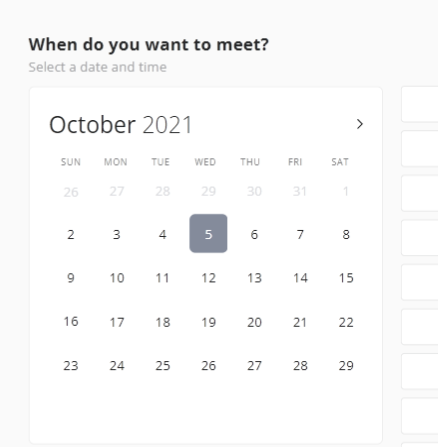 When do you want to meet?
Select a date and time
October 2021
SUN MON TUE WED THU FRI SAT
26 27 28 29 30 31 1
2 3 4 5 6 7 8
9 10 11 12 13 14 15
16 17 18 19 20 21 22
23 24 25 26 27 28 29